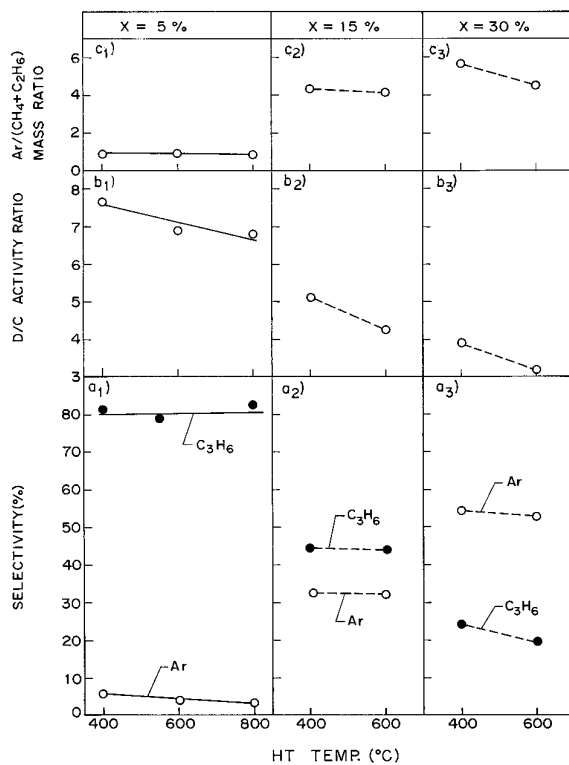 X = 5 %
X = 15 %
X = 30 %
Ar/(CH4+C2H6)
MASS RATIO
c1)
c2)
c3)
6
4
2
0
D/C ACTIVITY RATIO
b1)
b2)
b3)
8
7
6
5
4
3
SELECTIVITY(%)
a1)
a2)
a3)
80
70
60
50
40
30
20
10
0
C3H6
Ar
C3H6
Ar
Ar
C3H6
400
600
800
400
600
400
600
HT TEMP.(°C)